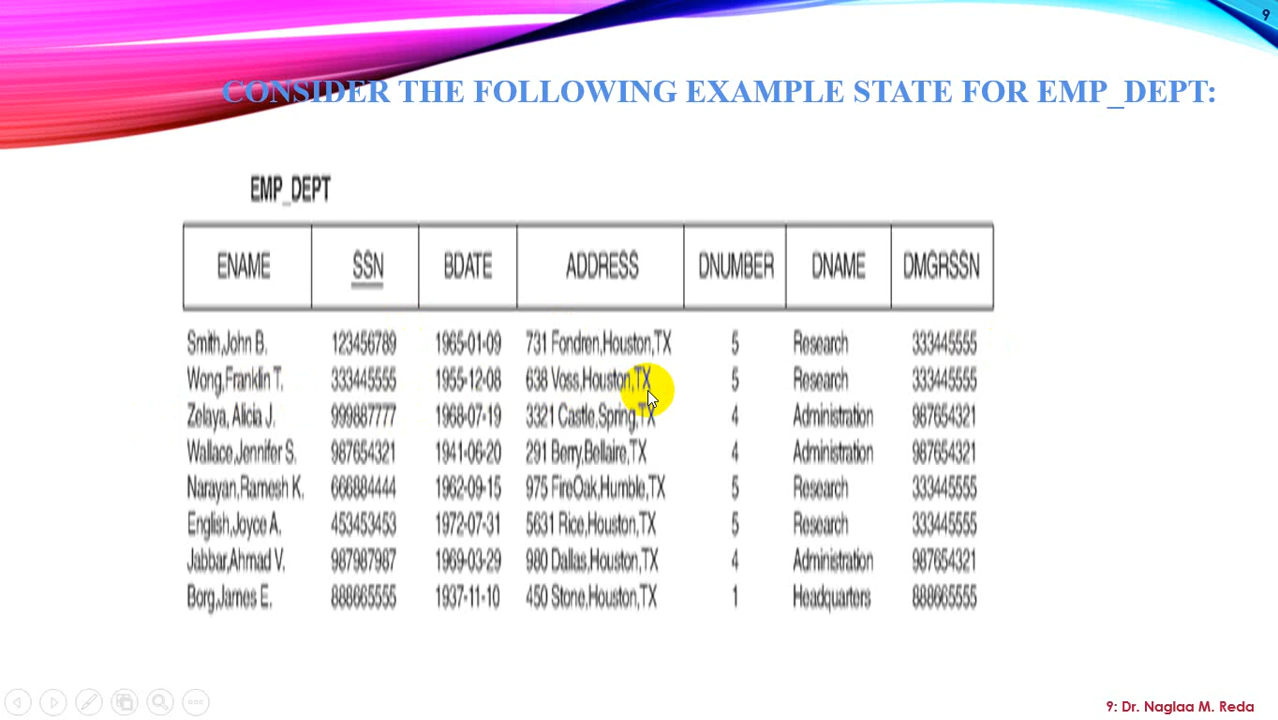 9
CONSIDER THE FOLLOWING EXAMPLE STATE FOR EMP_DEPT:
EMP_DEPT
ENAME SSN BDATE ADDRESS DNUMBER DNAME DMGRSSN
Smith,John B. 123456789 1965-01-09 731 Fondren,Houston,TX 5 Research 333445555
Wong,Franklin T. 333445555 1955-12-08 638 Voss,Houston,TX 5 Research 333445555
Zelaya, Alicia J. 999887777 1968-07-19 3321 Castle,Spring,TX 4 Administration 987654321
Wallace,Jennifer S. 987654321 1941-06-20 291 Berry,Bellaire,TX 4 Administration 987654321
Narayan,Ramesh K. 666884444 1962-09-15 975 FireOak,Humble,TX 5 Research 333445555
English,Joyce A. 453453453 1972-07-31 5631 Rice,Houston,TX 5 Research 333445555
Jabbar,Ahmad V. 987987987 1969-03-29 980 Dallas,Houston,TX 4 Administration 987654321
Borg,James E. 888665555 1937-11-10 450 Stone,Houston,TX 1 Headquarters 888665555
9: Dr. Naglaa M. Reda